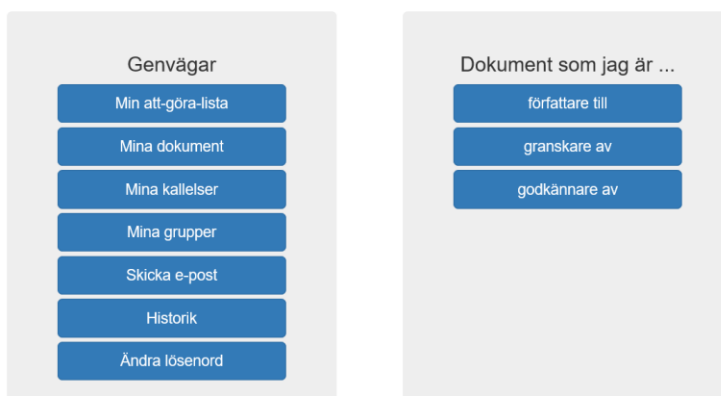 Genvägar
Min att-göra-lista
Mina dokument
Mina kallelser
Mina grupper
Skicka e-post
Historik
Ändra lösenord
Dokument som jag är ...
författare till
granskare av
godkännare av